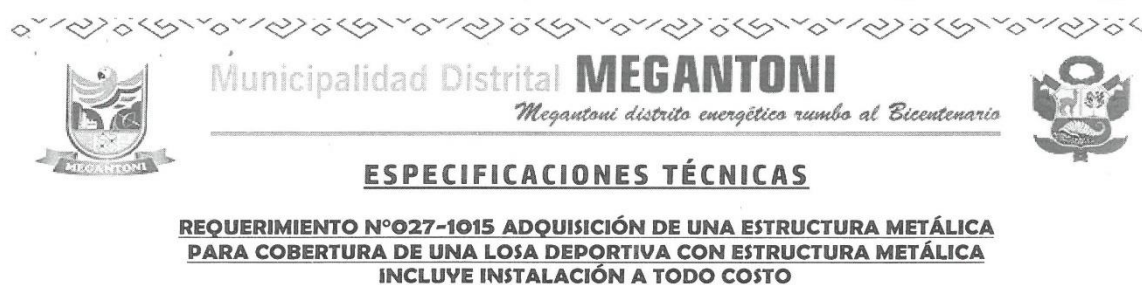 Municipalidad Distrital MEGANTONI
Megantoni distrito energético rumbo al Bicentenario
MEGANTONI
ESPECIFICACIONES TÉCNICAS
REQUERIMIENTO N°027-1015 ADQUISICIÓN DE UNA ESTRUCTURA METÁLICA
PARA COBERTURA DE UNA LOSA DEPORTIVA CON ESTRUCTURA METÁLICA
INCLUYE INSTALACIÓN A TODO COSTO